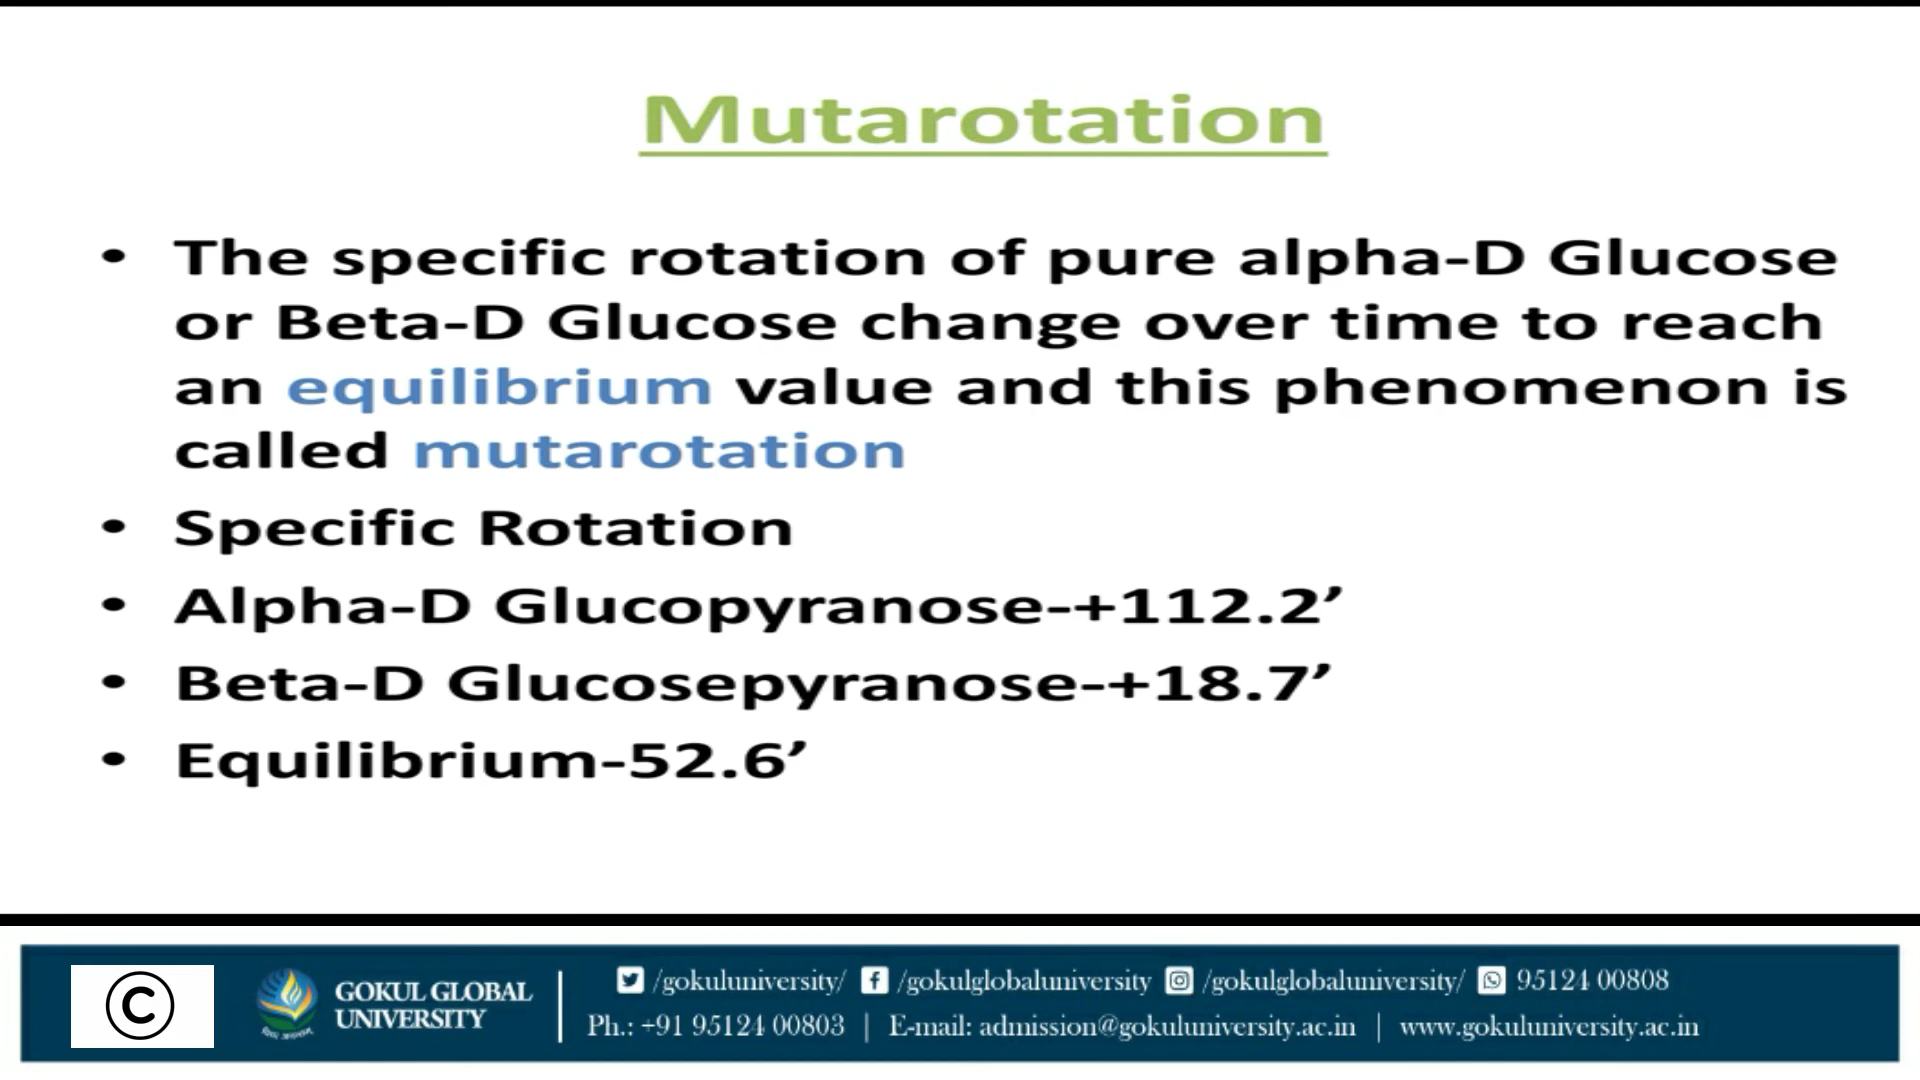 Mutarotation
• The specific rotation of pure alpha-D Glucose
or Beta-D Glucose change over time to reach
an equilibrium value and this phenomenon is
called mutarotation
• Specific Rotation
• Alpha-D Glucopyranose-+112.2’
• Beta-D Glucosepyranose-+18.7’
• Equilibrium-52.6’
©
GOKUL GLOBAL
UNIVERSITY
/gokuluniversity/ /gokulglobaluniversity /gokulglobaluniversity/ 95124 00808
Ph.: +91 95124 00803 | E-mail: admission@gokuluniversity.ac.in | www.gokuluniversity.ac.in